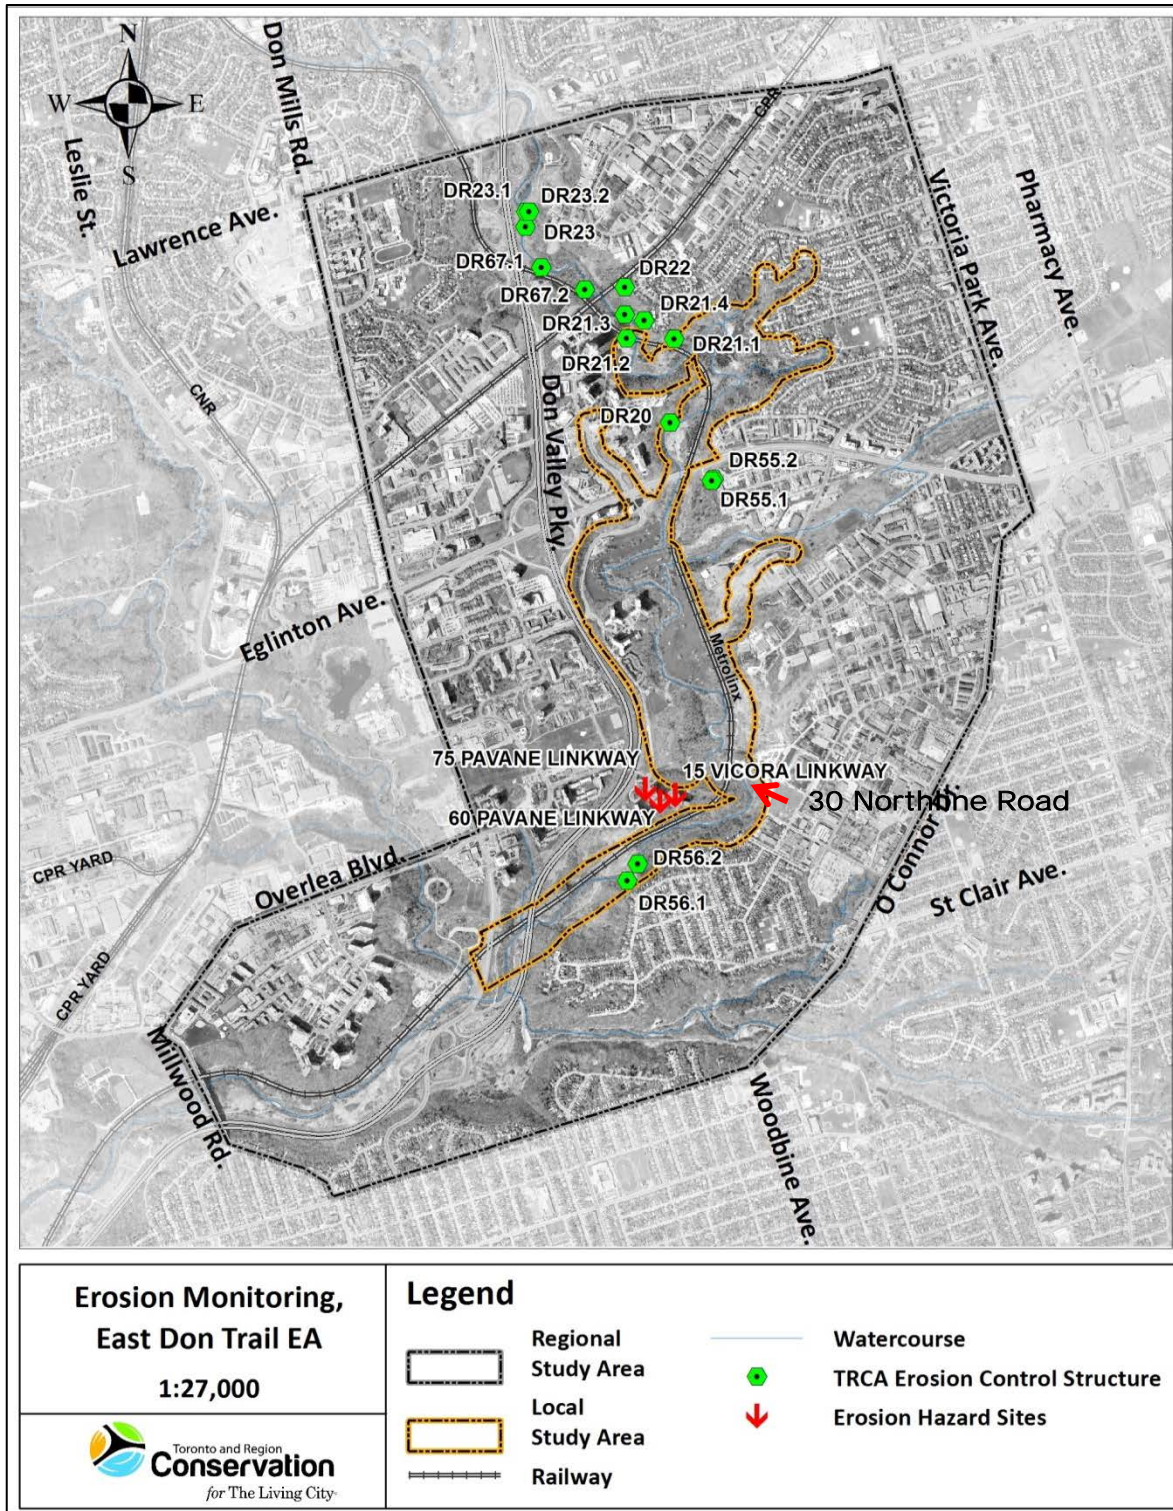 N
W
E
S
Don Mills Rd.
Leslie St.
Lawrence Ave.
CPR
Victoria Park Ave.
Pharmacy Ave.
DR23.1
DR23.2
DR23
DR67.1
DR22
DR67.2
DR21.4
DR21.3
DR21.1
DR21.2
CNR
Don Valley Pky.
DR20
DR55.2
DR55.1
Eglinton Ave.
Metrolinx
75 PAVANE LINKWAY
15 VICORA LINKWAY
30 Northline Road
60 PAVANE LINKWAY
O Connor Dr.
CPR YARD
Overlea Blvd.
DR56.2
DR56.1
St Clair Ave.
CPR YARD
Millwood Rd.
Woodbine Ave.
Erosion Monitoring,
East Don Trail EA
1:27,000
Toronto and Region
Conservation
for The Living City
Legend
Regional
Study Area
Local
Study Area
Railway
Watercourse
TRCA Erosion Control Structure
Erosion Hazard Sites